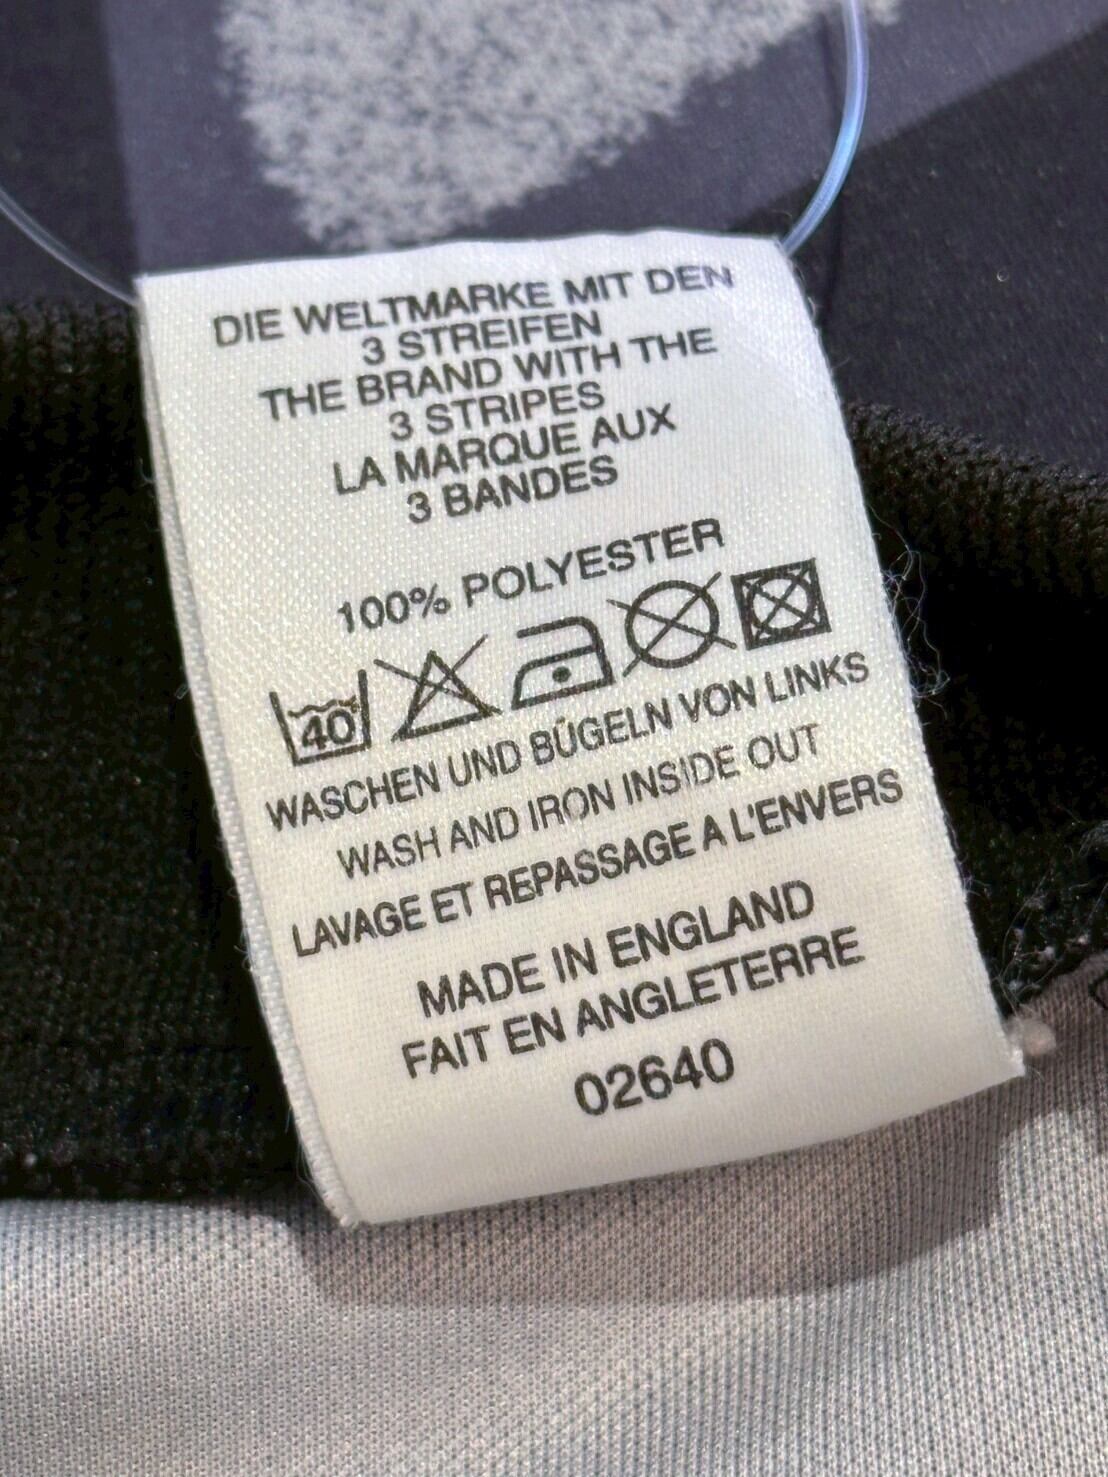 DIE WELTMARKE MIT DEN
3 STREIFEN
THE BRAND WITH THE
3 STRIPES
LA MARQUE AUX
3 BANDES
100% POLYESTER
40
WASCHEN UND BÜGELN VON LINKS
WASH AND IRON INSIDE OUT
LAVAGE ET REPASSAGE A L'ENVERS
MADE IN ENGLAND
FAIT EN ANGLETERRE
02640